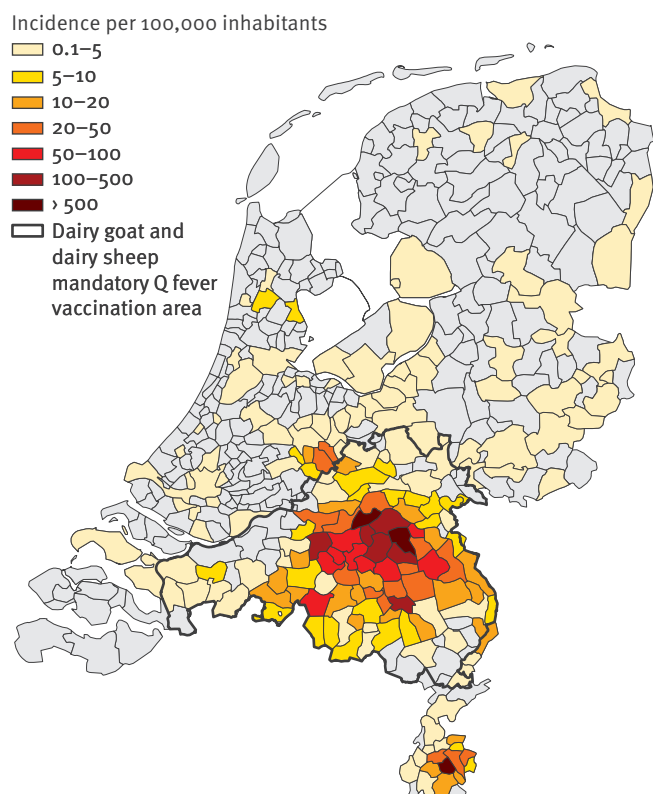 Incidence per 100,000 inhabitants
0.1–5
5–10
10–20
20–50
50–100
100–500
› 500
Dairy goat and
dairy sheep
mandatory Q fever
vaccination area